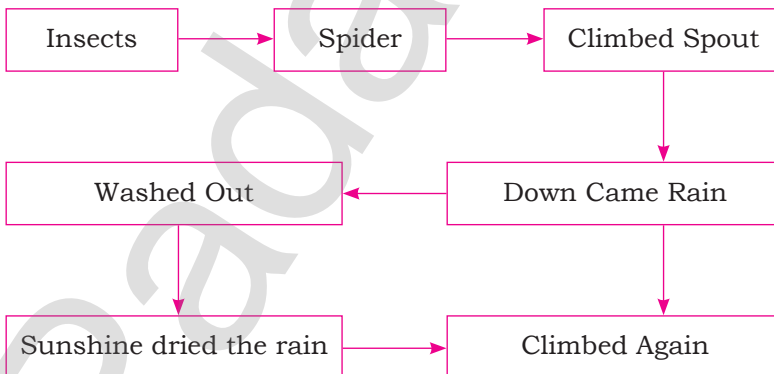 Insects
Spider
Climbed Spout
Washed Out
Down Came Rain
Sunshine dried the rain
Climbed Again